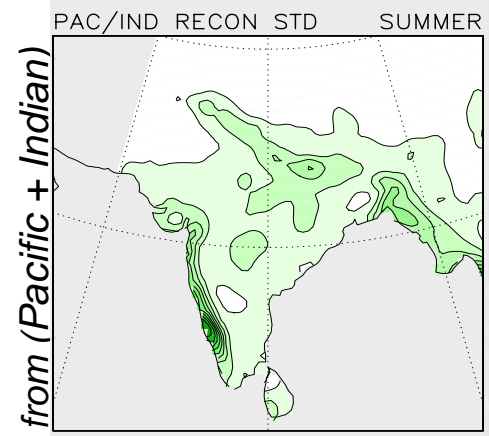 PAC/IND RECON STD SUMMER
from (Pacific + Indian)